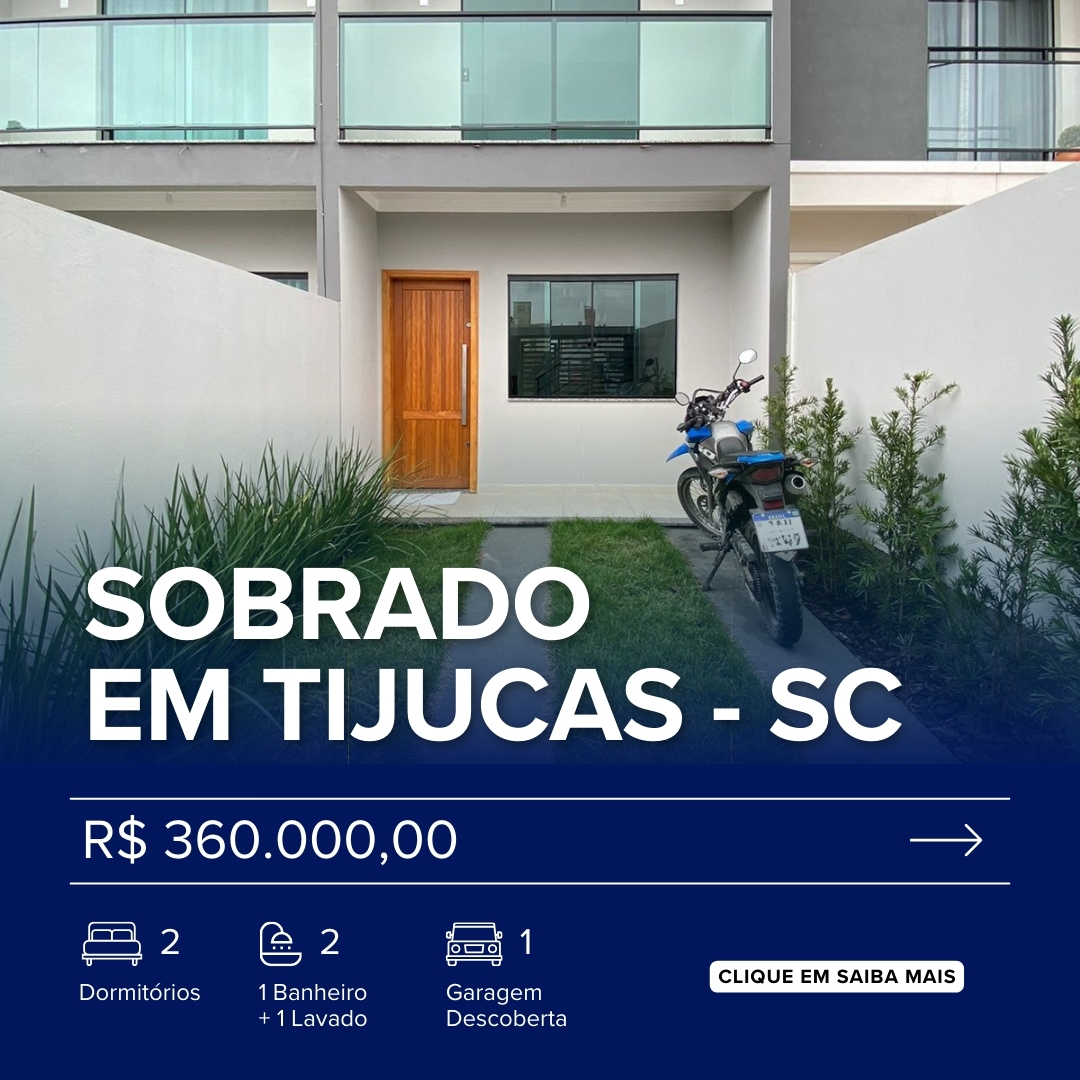 SOBRADO
EM TIJUCAS - SC
R$ 360.000,00
2
Dormitórios
2
1 Banheiro
+ 1 Lavado
1
Garagem
Descoberta
CLIQUE EM SAIBA MAIS